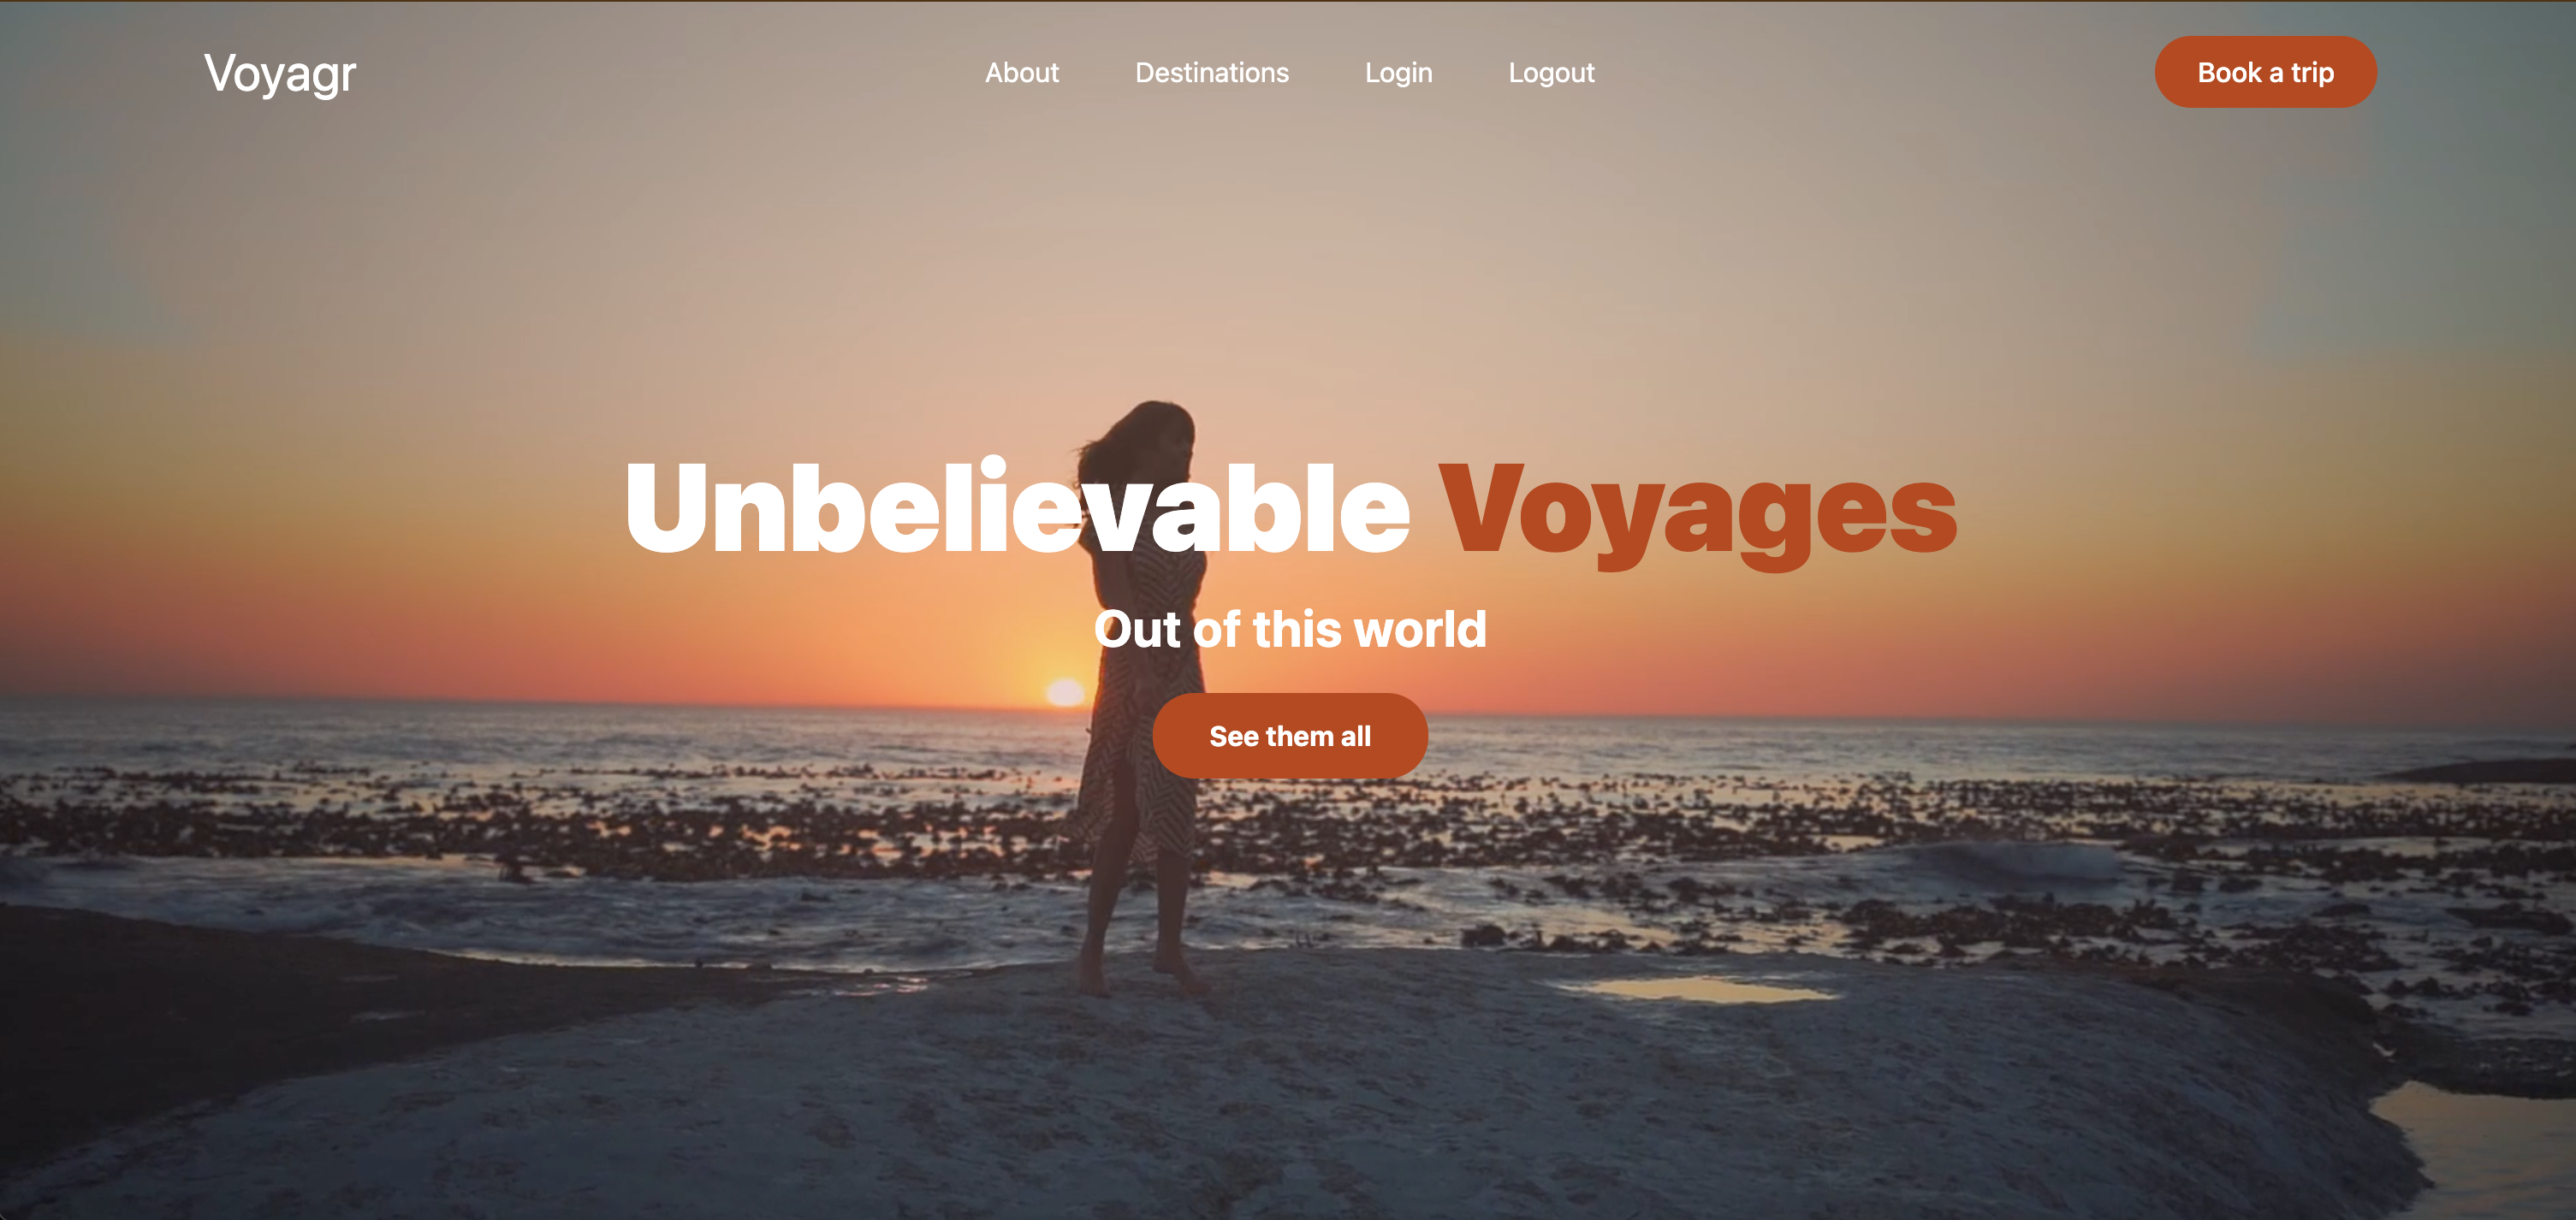 Voyagr
About Destinations Login Logout
Book a trip
Unbelievable Voyages
Out of this world
See them all